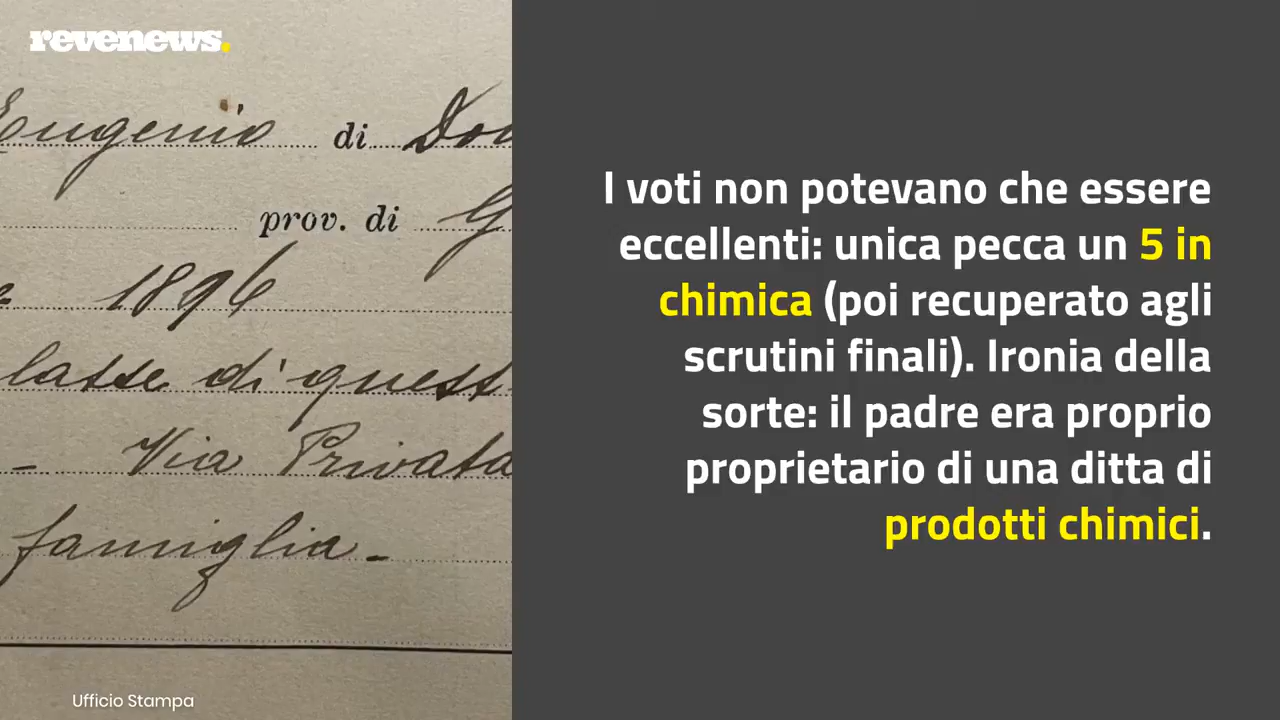 revenews.
Eugenio di Dom
prov. di G
1896
classe di quest
Via Privata
famiglia -
Ufficio Stampa
I voti non potevano che essere
eccellenti: unica pecca un 5 in
chimica (poi recuperato agli
scrutini finali). Ironia della
sorte: il padre era proprio
proprietario di una ditta di
prodotti chimici.